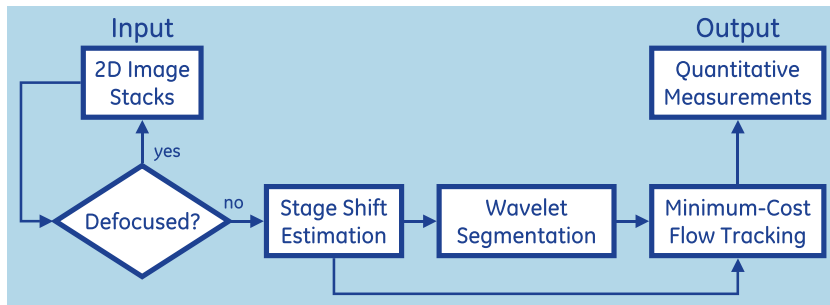 Input
Output
2D Image
Stacks
Quantitative
Measurements
yes
Defocused?
no
Stage Shift
Estimation
Wavelet
Segmentation
Minimum-Cost
Flow Tracking